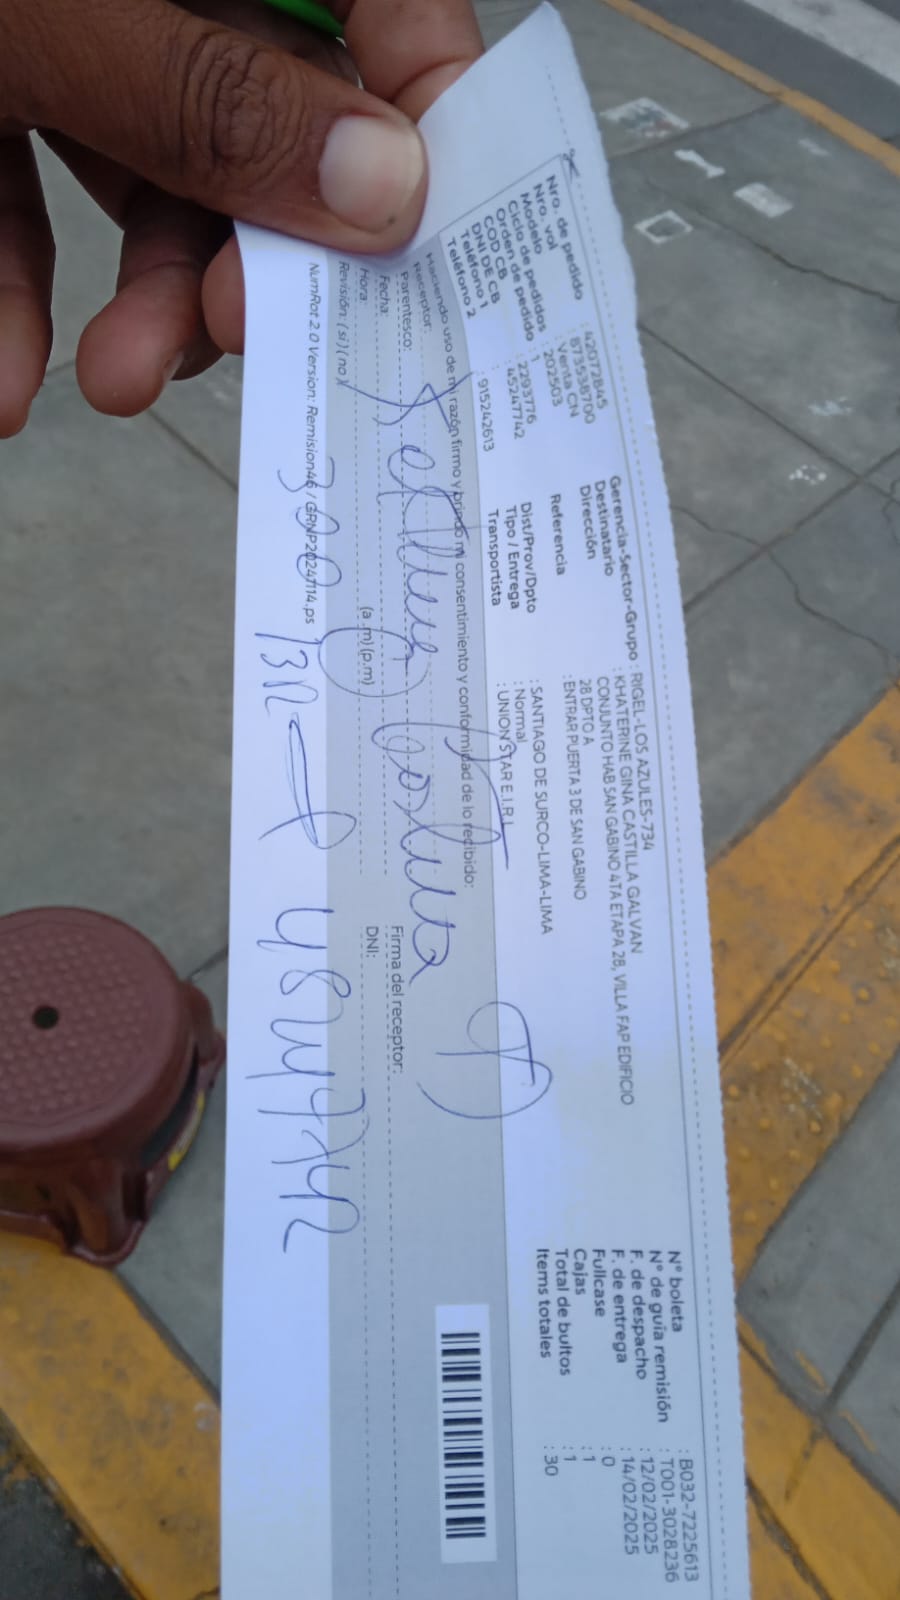 Nro. de pedido : 42072845
Nro. vol : 873538700
Modelo : Venta CN
Ciclo de pedidos : 202503
Orden de pedido : 1
COD CB : 2293776
DNI DE CB : 45247742
Teléfono 1
Teléfono 2 : 915242613
Gerencia-Sector-Grupo : RIGEL-LOS AZULES-734
Destinatario : KHATERINE GINA CASTILLA GALVAN
Dirección : CONJUNTO HAB SAN GABINO 4TA ETAPA 28, VILLA FAP EDIFICIO
28 DPTO A
Referencia : ENTRAR PUERTA 3 DE SAN GABINO
Dist/Prov/Dpto : SANTIAGO DE SURCO-LIMA-LIMA
Tipo / Entrega : Normal
Transportista : UNION STAR E.I.R.L
N° boleta : B032-7225613
N° de guía remisión : T001-3028236
F. de despacho : 12/02/2025
F. de entrega : 14/02/2025
Fullcase : 0
Cajas : 1
Total de bultos : 1
Items totales : 30
Haciendo uso de mi razón firmo y brindo mi consentimiento y conformidad de lo recibido:
Receptor:
Parentesco:
Firma del receptor:
Fecha:
DNI:
Hora: (a.m)(p.m)
Revisión: (si)(no)
NumRot 2.0 Version: Remision46 / GRNP20247114.ps